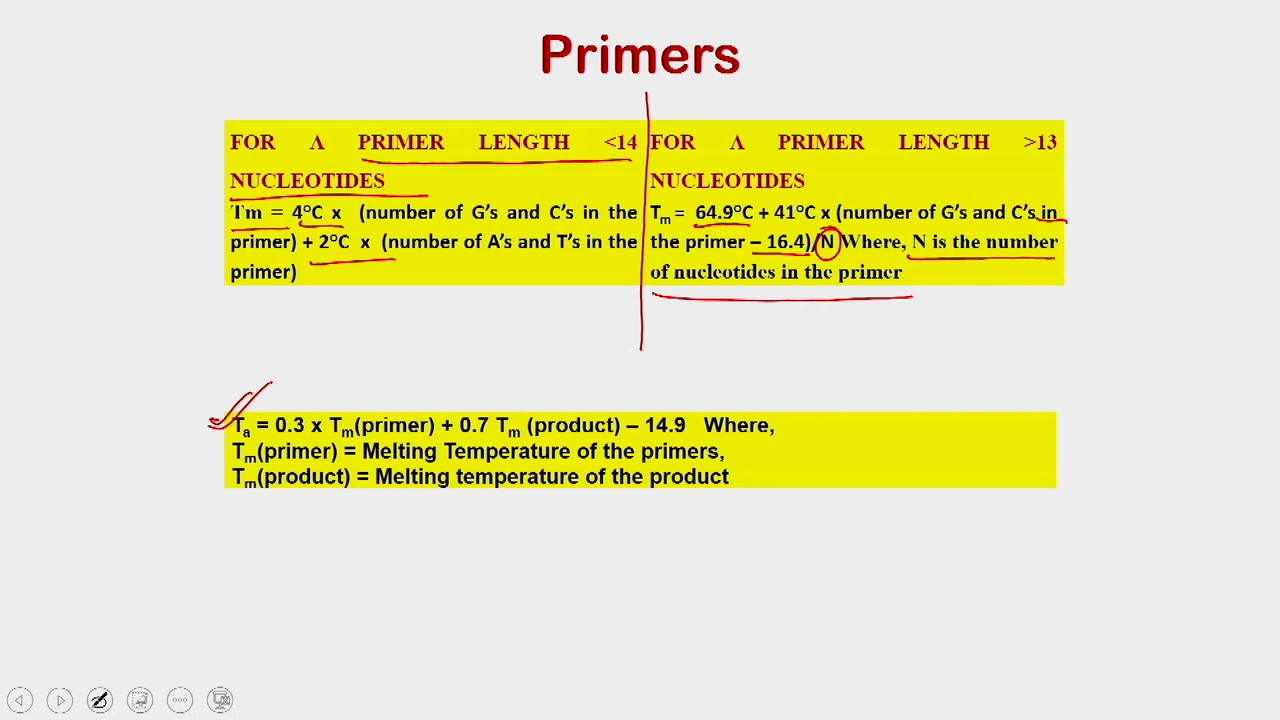 Primers
FOR A PRIMER LENGTH <14
NUCLEOTIDES
Tm = 4°C x (number of G's and C's in the
primer) + 2°C x (number of A's and T's in the
primer)
FOR A PRIMER LENGTH >13
NUCLEOTIDES
Tm = 64.9°C + 41°C x (number of G's and C's in
the primer – 16.4)/N Where, N is the number
of nucleotides in the primer
Ta = 0.3 x Tm(primer) + 0.7 Tm (product) – 14.9 Where,
Tm(primer) = Melting Temperature of the primers,
Tm(product) = Melting temperature of the product